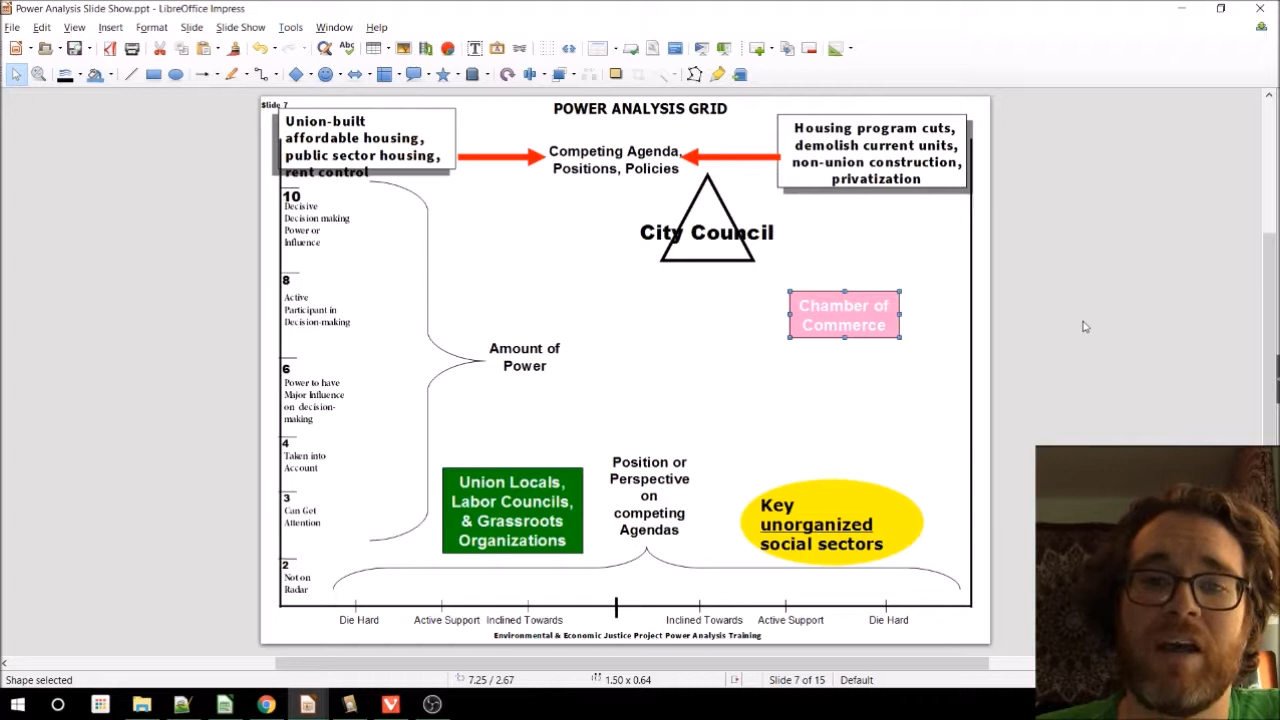 Power Analysis Slide Show.ppt - LibreOffice Impress
File Edit View Insert Format Slide Slide Show Tools Window Help
Slide 7
POWER ANALYSIS GRID
Union-built
affordable housing,
public sector housing,
rent control
Competing Agenda,
Positions, Policies
Housing program cuts,
demolish current units,
non-union construction,
privatization
10
Decisive
Decision making
Power or
Influence
City Council
8
Active
Participant in
Decision-making
Chamber of
Commerce
Amount of
Power
6
Power to have
Major Influence
on decision-
making
4
Taken into
Account
3
Can Get
Attention
2
Not on
Radar
Union Locals,
Labor Councils,
& Grassroots
Organizations
Position or
Perspective
on
competing
Agendas
Key
unorganized
social sectors
Die Hard Active Support Inclined Towards Inclined Towards Active Support Die Hard
Environmental & Economic Justice Project Power Analysis Training
Shape selected 7.25 / 2.67 1.50 x 0.64 Slide 7 of 15 Default